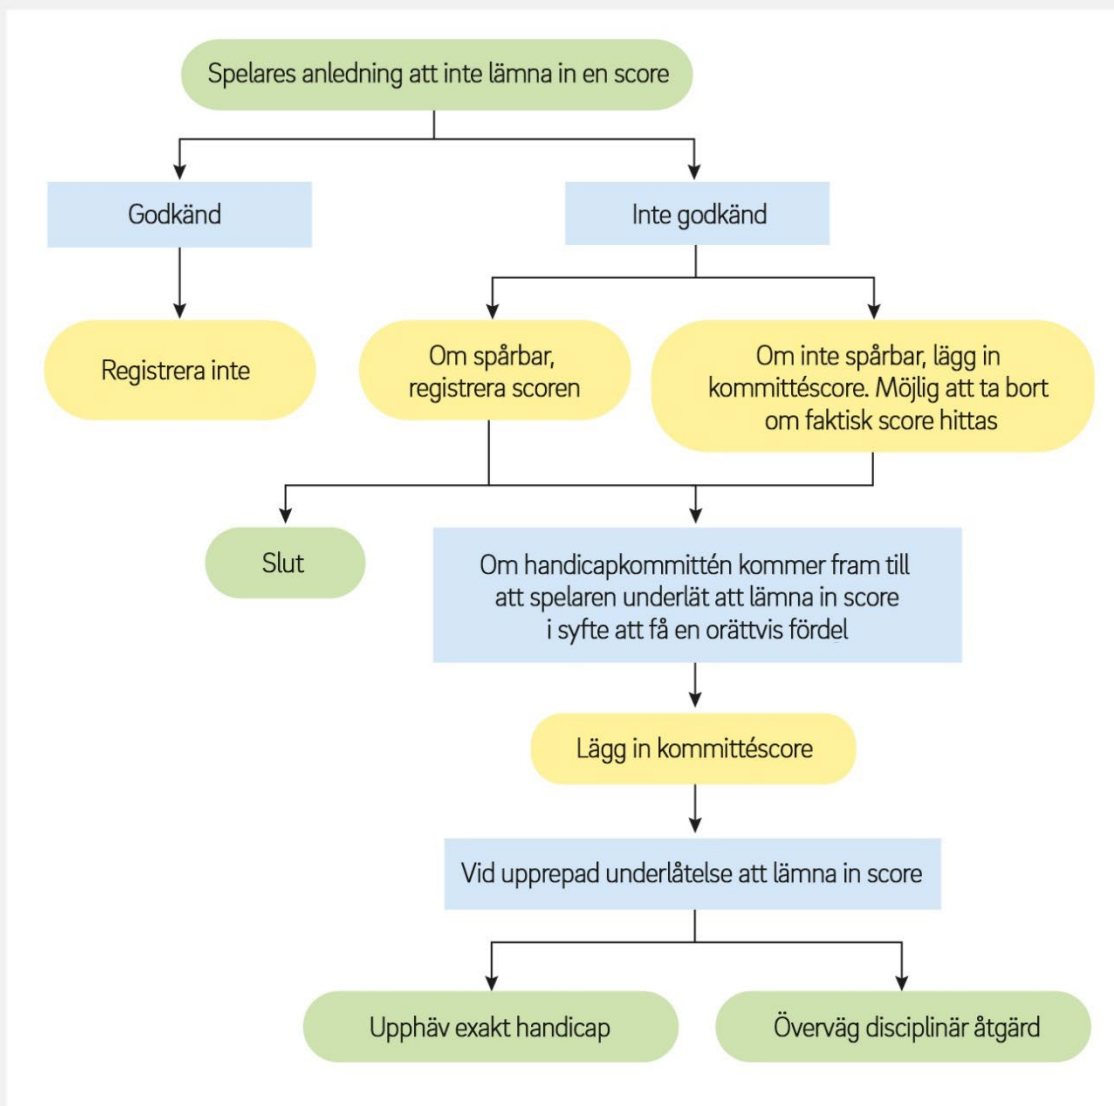 Spelares anledning att inte lämna in en score
Godkänd
Inte godkänd
Registrera inte
Om spårbar,
registrera scoren
Om inte spårbar, lägg in
kommittéscore. Möjlig att ta bort
om faktisk score hittas
Slut
Om handicapkommittén kommer fram till
att spelaren underlät att lämna in score
i syfte att få en orättvis fördel
Lägg in kommittéscore
Vid upprepad underlåtelse att lämna in score
Upphäv exakt handicap
Överväg disciplinär åtgärd